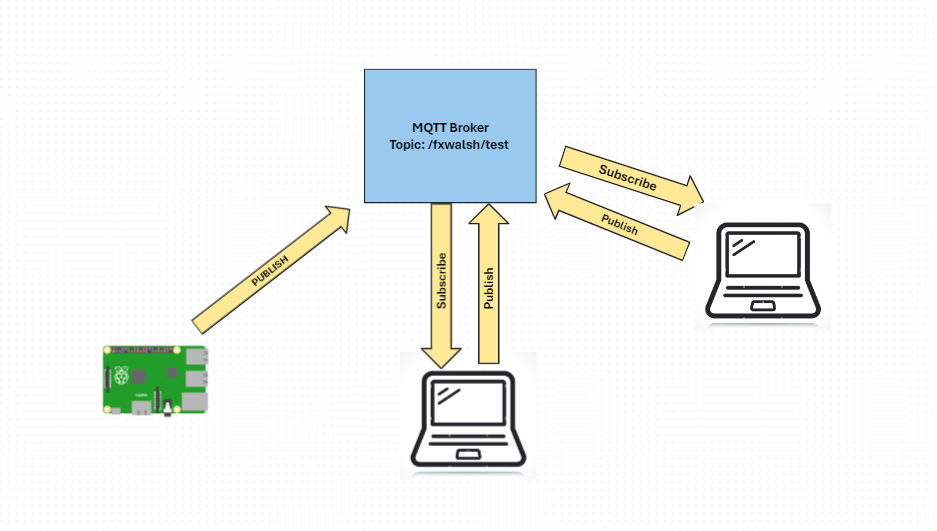 MQTT Broker
Topic: /fxwalsh/test
Subscribe
Publish
PUBLISH
Subscribe
Publish